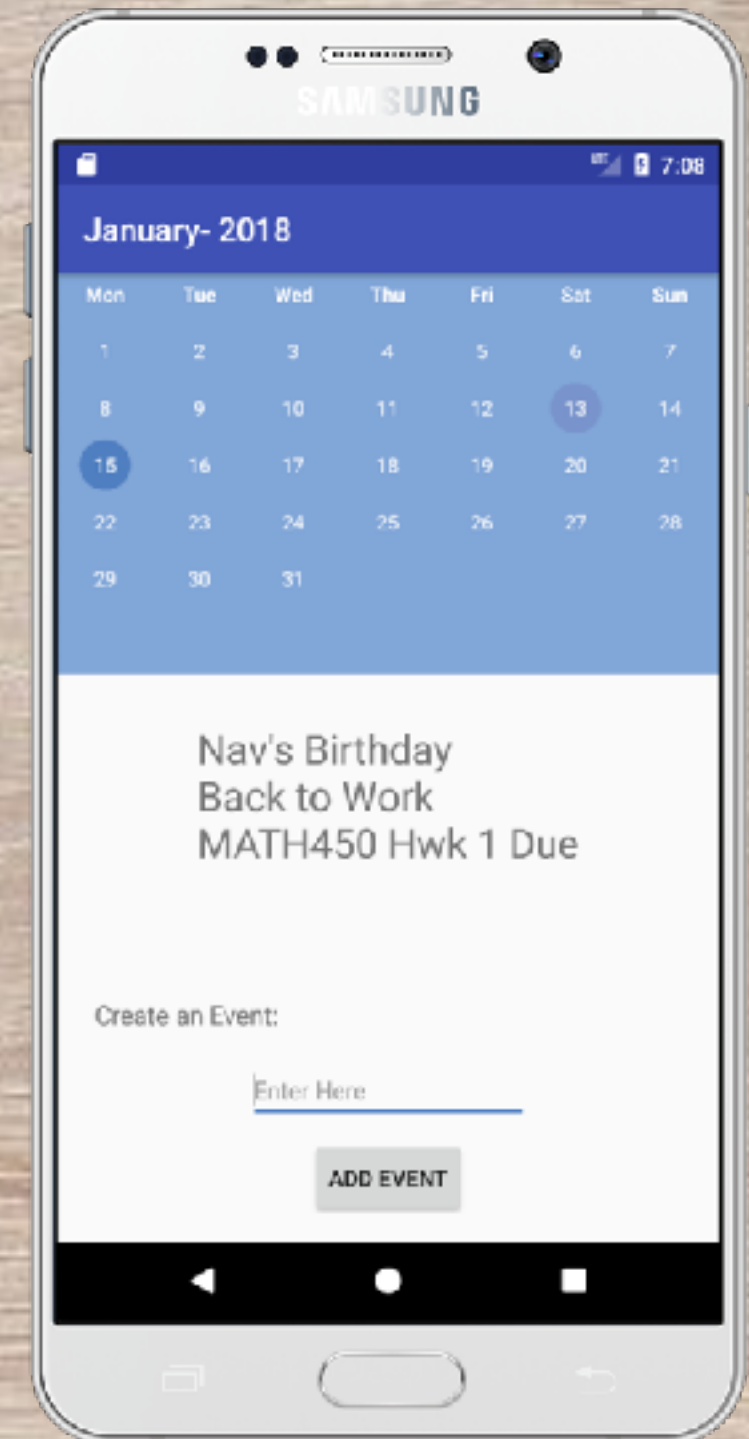 SAMSUNG
LTE 7:08
January- 2018
Mon Tue Wed Thu Fri Sat Sun
1 2 3 4 5 6 7
8 9 10 11 12 13 14
15 16 17 18 19 20 21
22 23 24 25 26 27 28
29 30 31
Nav's Birthday
Back to Work
MATH450 Hwk 1 Due
Create an Event:
Enter Here
ADD EVENT